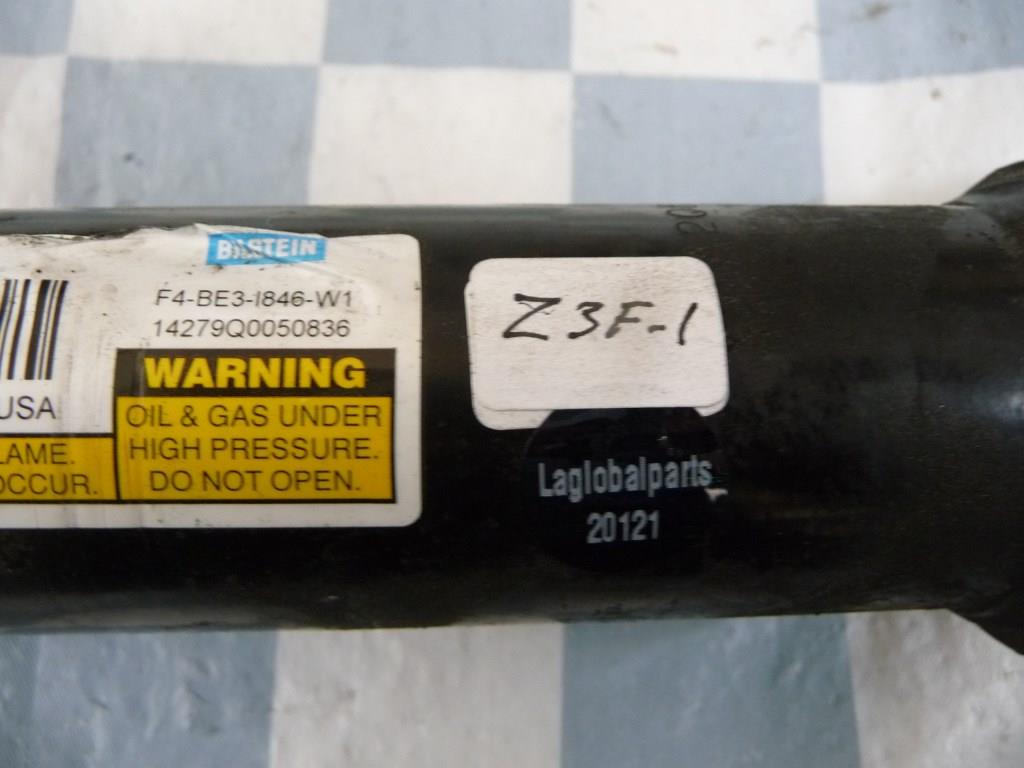 BILSTEIN
F4-BE3-I846-W1
14279Q0050836
WARNING
OIL & GAS UNDER
HIGH PRESSURE.
DO NOT OPEN.
USA
LAME.
OCCUR.
Z3F-1
Laglobalparts
20121